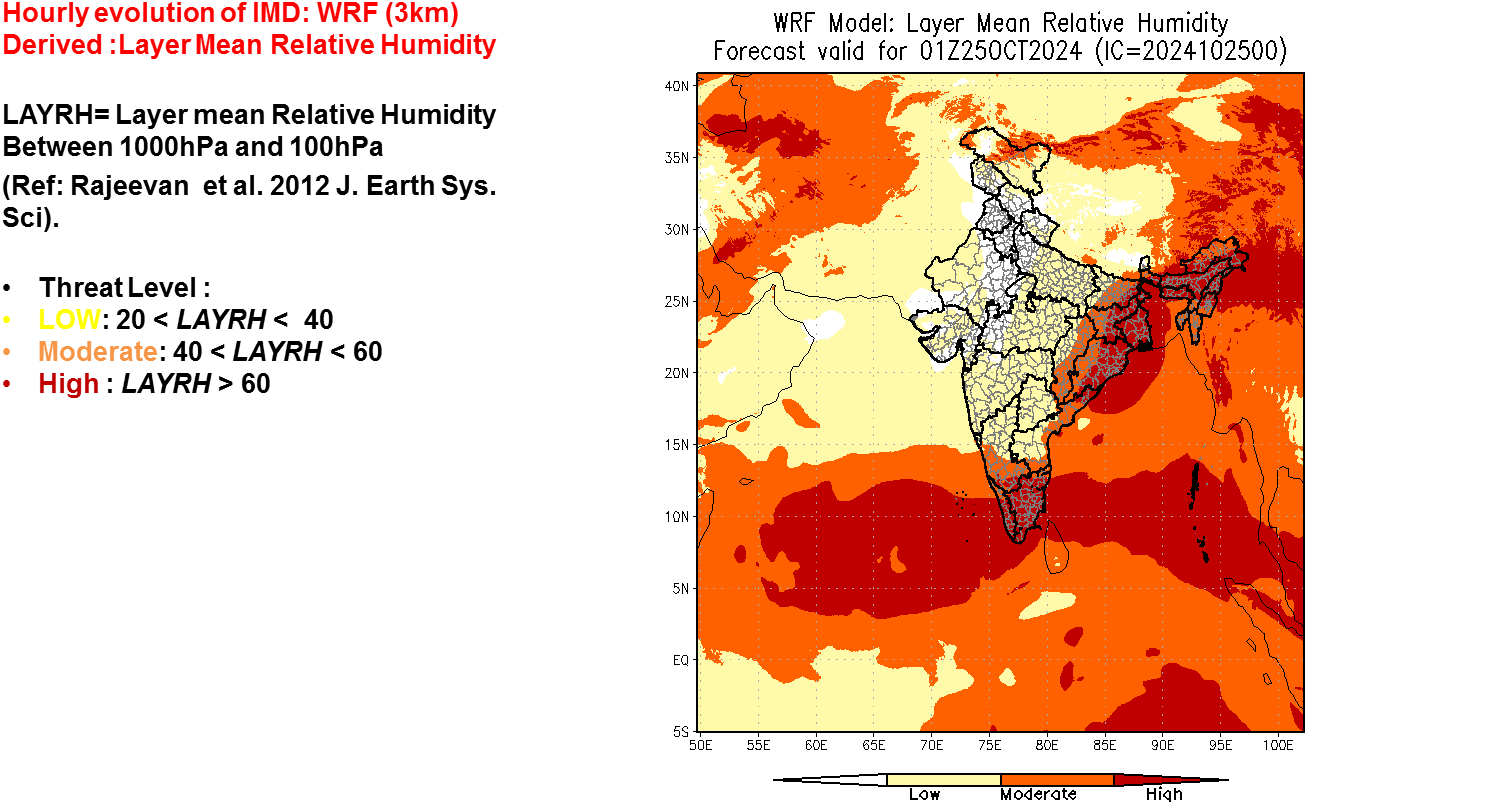 Hourly evolution of IMD: WRF (3km)
Derived :Layer Mean Relative Humidity
LAYRH= Layer mean Relative Humidity
Between 1000hPa and 100hPa
(Ref: Rajeevan et al. 2012 J. Earth Sys.
Sci).
• Threat Level :
• LOW: 20 < LAYRH < 40
• Moderate: 40 < LAYRH < 60
• High : LAYRH > 60
WRF Model: Layer Mean Relative Humidity
Forecast valid for 01Z25OCT2024 (IC=2024102500)
40N
35N
30N
25N
20N
15N
10N
5N
EQ
5S
50E 55E 60E 65E 70E 75E 80E 85E 90E 95E 100E
Low Moderate High